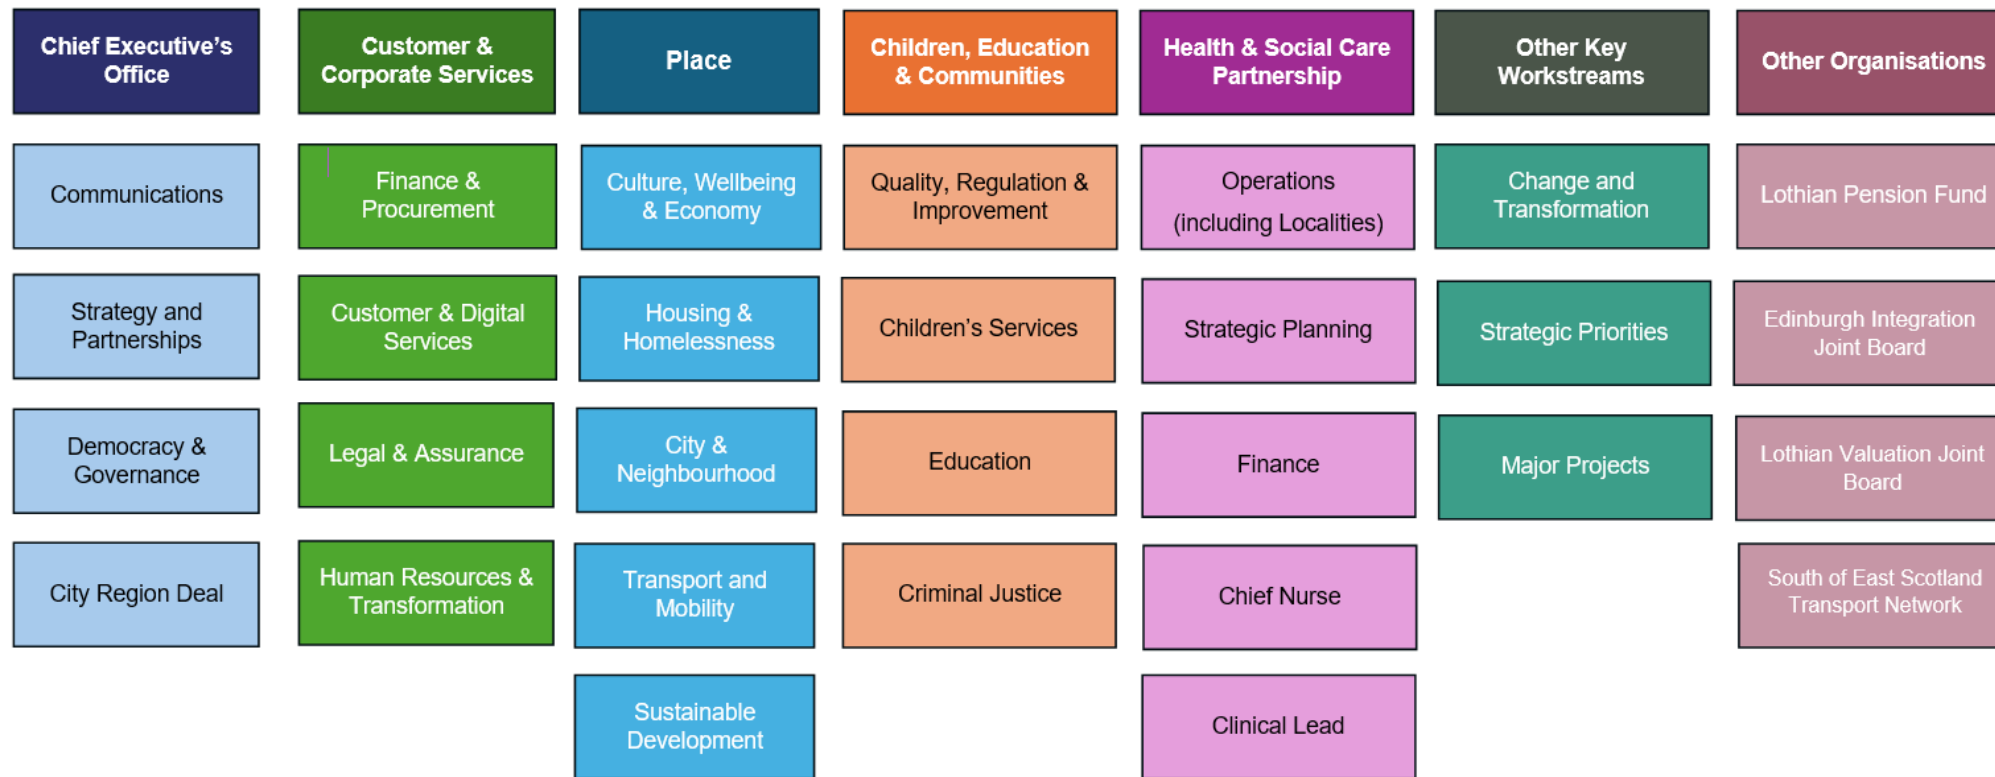 Chief Executive’s
Office
Communications
Strategy and
Partnerships
Democracy &
Governance
City Region Deal
Customer &
Corporate Services
Finance &
Procurement
Customer & Digital
Services
Legal & Assurance
Human Resources &
Transformation
Place
Culture, Wellbeing
& Economy
Housing &
Homelessness
City &
Neighbourhood
Transport and
Mobility
Sustainable
Development
Children, Education
& Communities
Quality, Regulation &
Improvement
Children’s Services
Education
Criminal Justice
Health & Social Care
Partnership
Operations
(including Localities)
Strategic Planning
Finance
Chief Nurse
Clinical Lead
Other Key
Workstreams
Change and
Transformation
Strategic Priorities
Major Projects
Other Organisations
Lothian Pension Fund
Edinburgh Integration
Joint Board
Lothian Valuation Joint
Board
South of East Scotland
Transport Network